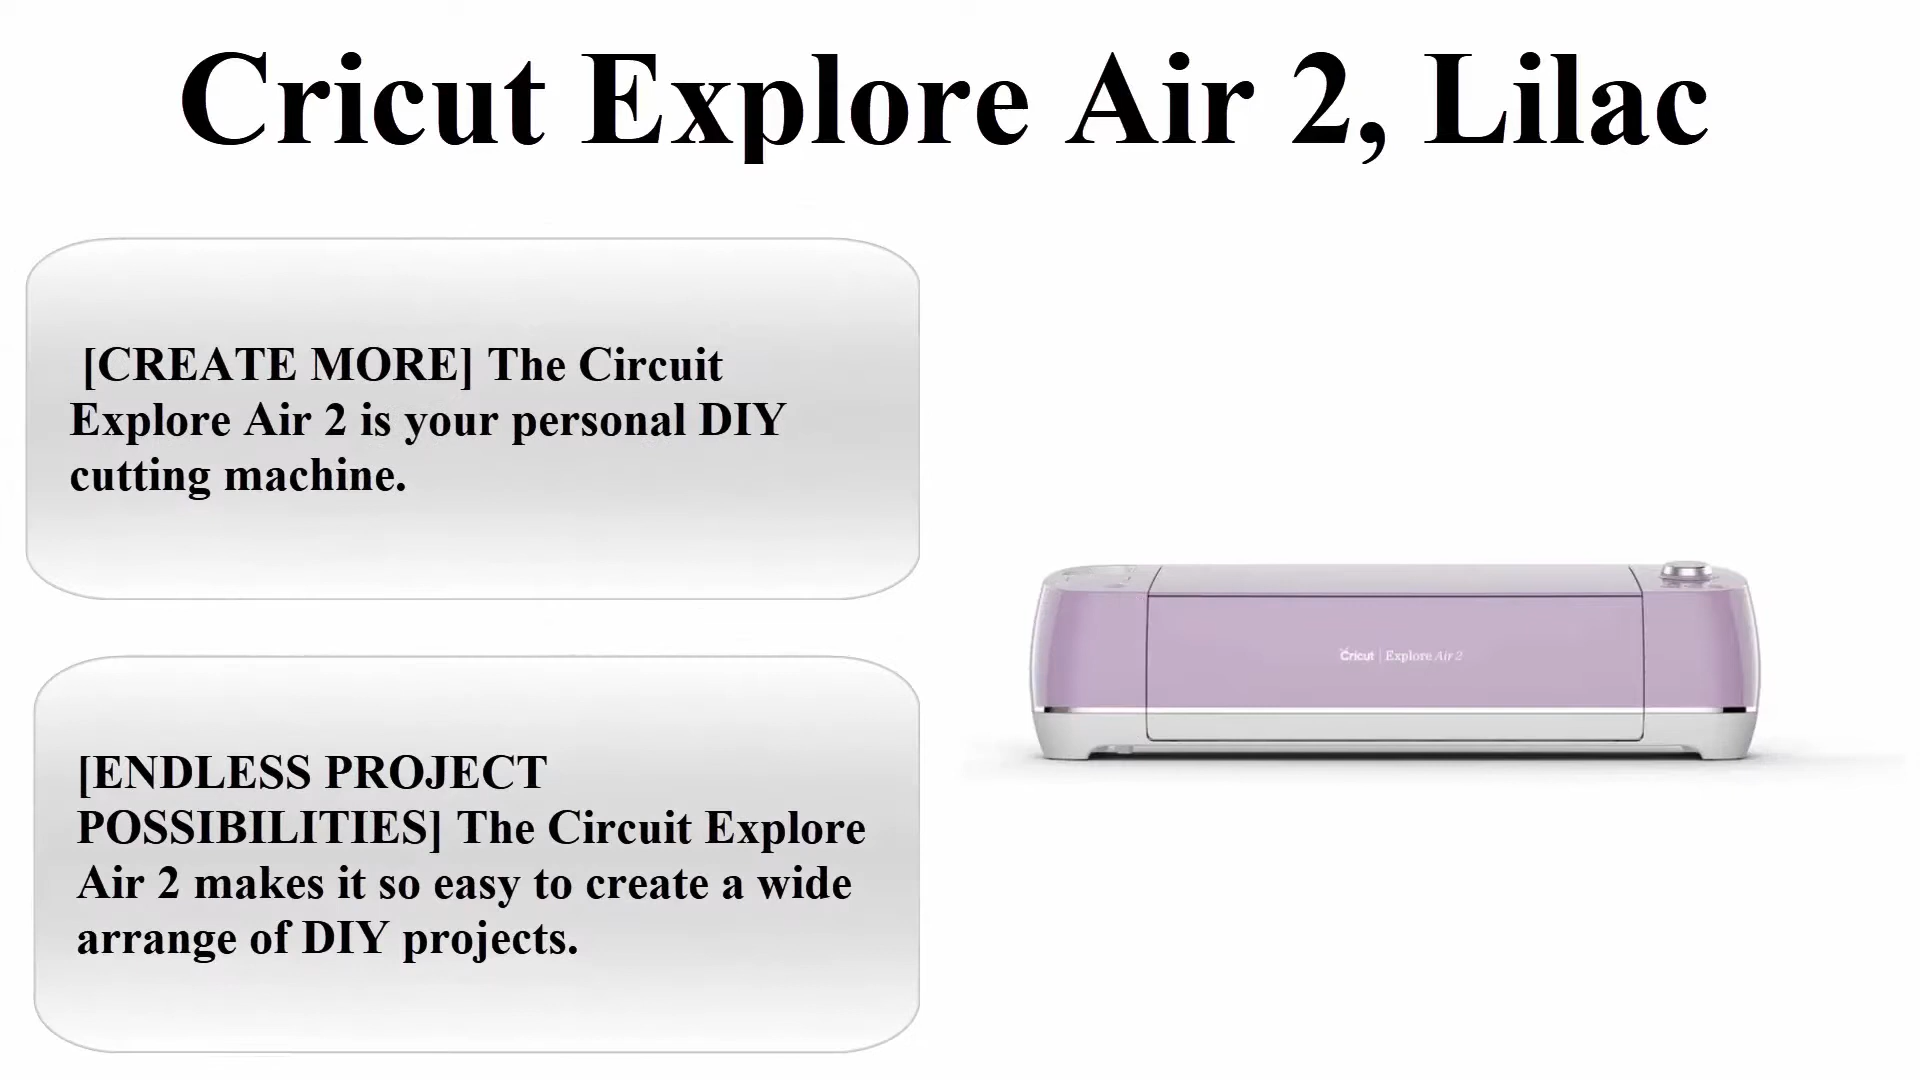 Cricut Explore Air 2, Lilac
[CREATE MORE] The Circuit
Explore Air 2 is your personal DIY
cutting machine.
[ENDLESS PROJECT
POSSIBILITIES] The Circuit Explore
Air 2 makes it so easy to create a wide
arrange of DIY projects.
Cricut | Explore Air 2